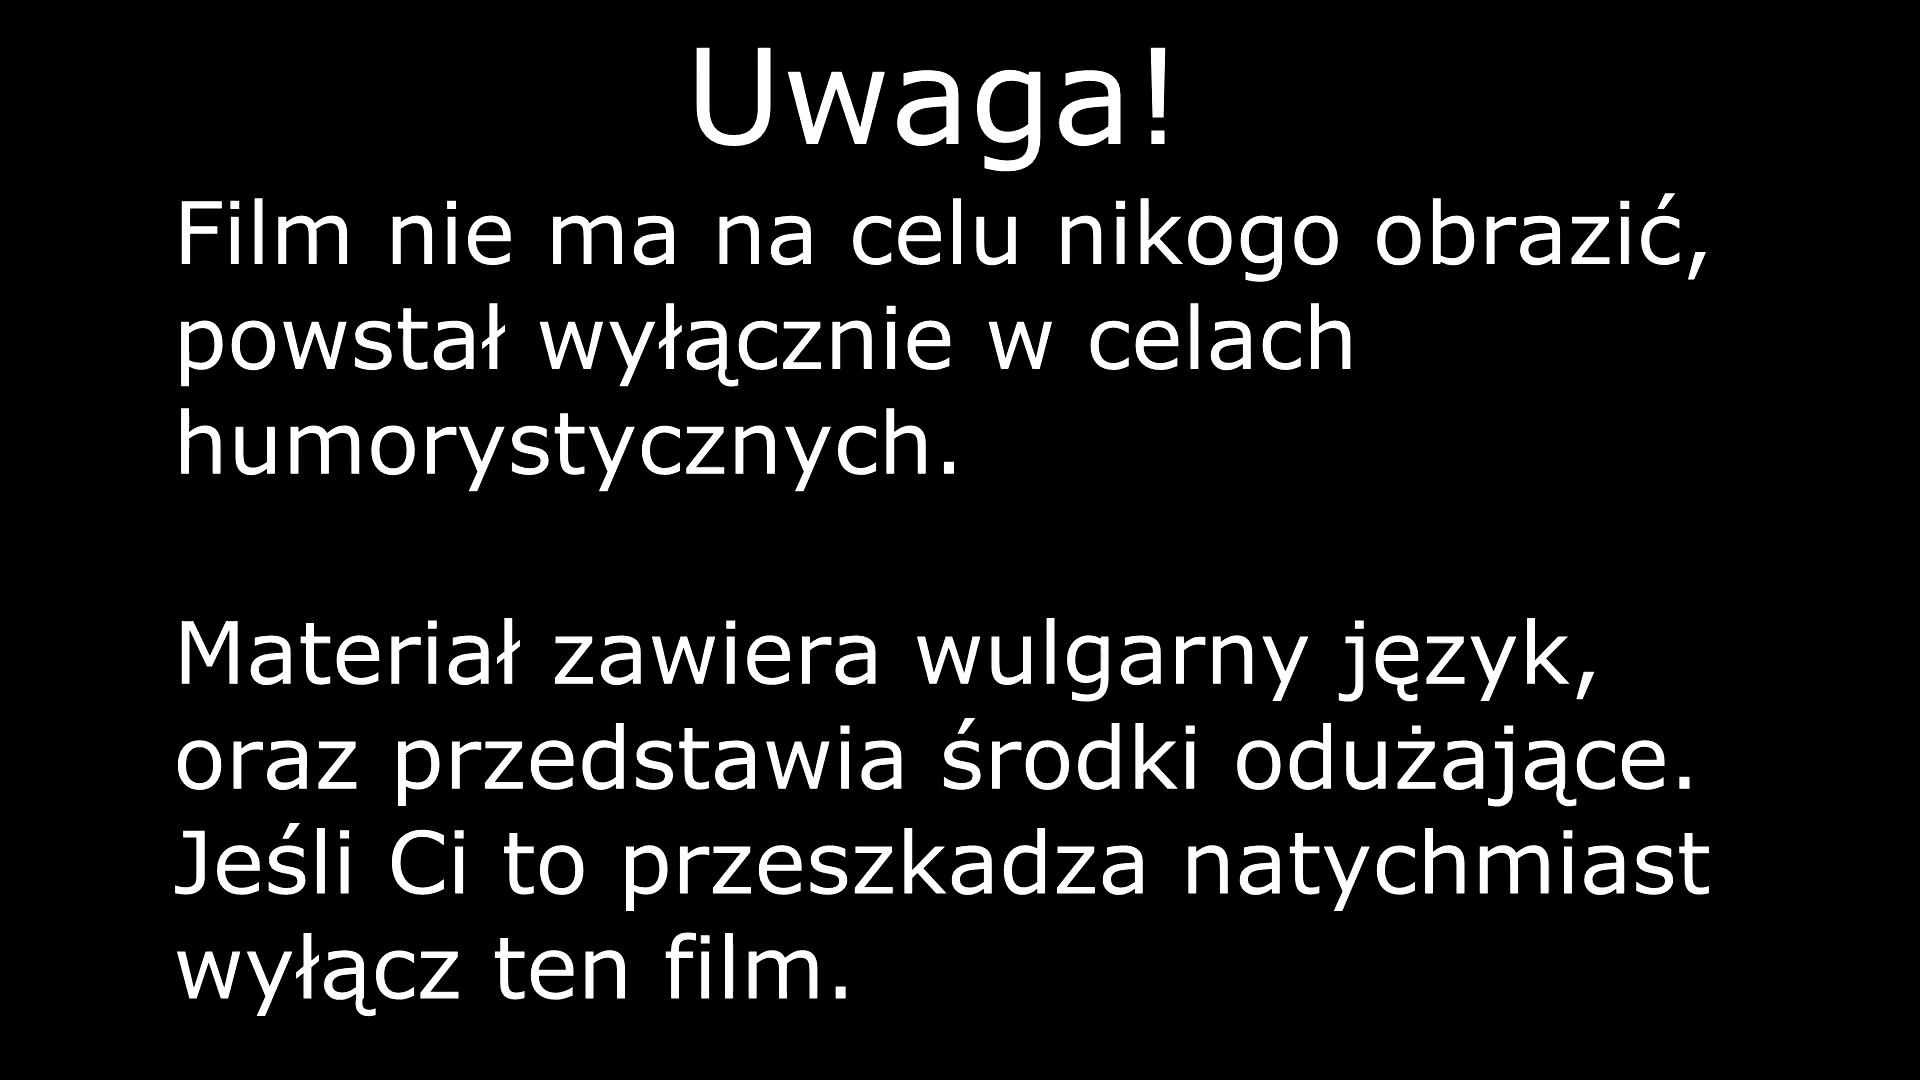 Uwaga!
Film nie ma na celu nikogo obrazić,
powstał wyłącznie w celach
humorystycznych.
Materiał zawiera wulgarny język,
oraz przedstawia środki odużające.
Jeśli Ci to przeszkadza natychmiast
wyłącz ten film.